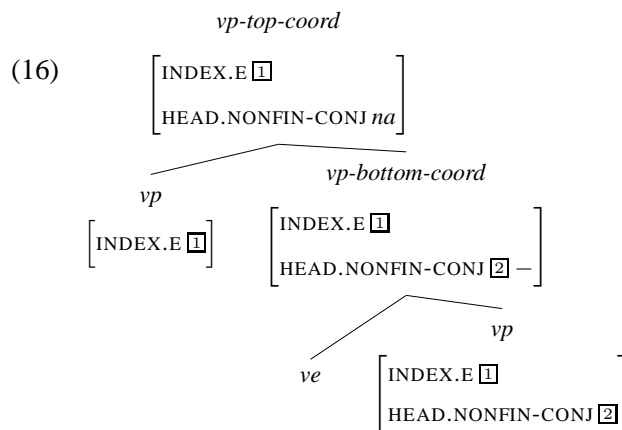 vp-top-coord
(16)
INDEX.E 1
HEAD.NONFIN-CONJ na
vp
vp-bottom-coord
INDEX.E 1
INDEX.E 1
HEAD.NONFIN-CONJ 2 −
ve
vp
INDEX.E 1
HEAD.NONFIN-CONJ 2